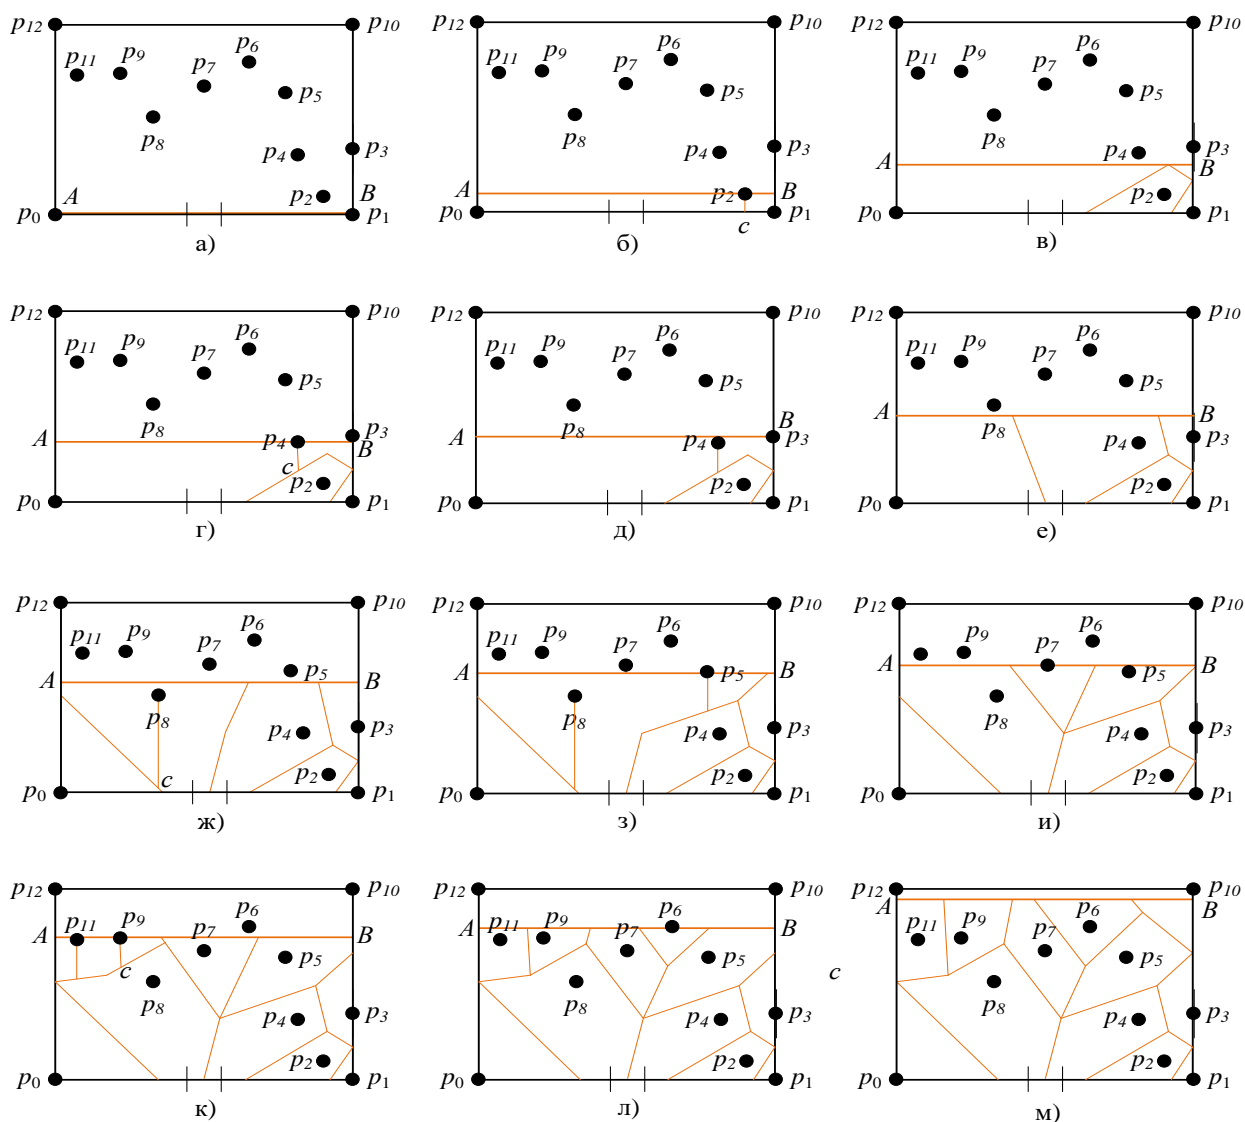 p12 p10 p12 p10 p12 p10
p6 p6 p6
p11 p9 p7 p11 p9 p7 p11 p9 p7
p5 p5 p5
p8 p8 p8
p4 p3 p4 p3 p4 p3
A p2 B A p2 B A p2 B
p0 p1 p0 c p1 p0 p1
а) б) в)
p12 p10 p12 p10 p12 p10
p6 p6 p6
p11 p9 p7 p11 p9 p7 p11 p9 p7
p5 p5 p5
A p8 p4 p3 A p8 p4 B p3 A p8 p4 B p3
c B
p2 p2 p2
p0 p1 p0 p1 p0 p1
г) д) е)
p12 p10 p12 p10 p12 p10
p6 p6 p6
p11 p9 p7 p11 p9 p7 p9 p7
A p5 B A p5 B A p5 B
p8 p8 p8
p4 p3 p4 p3 p4 p3
c p2 p2 p2
p0 p1 p0 p1 p0 p1
ж) з) и)
p12 p10 p12 p10 p12 p10
A p11 p9 p7 p6 B A p11 p9 p7 p6 B A p11 p9 p7 p6 B
c p5 p5 c p5
p8 p8 p8
p4 p3 p4 p3 p4 p3
p2 p2 p2
p0 p1 p0 p1 p0 p1
к) л) м)